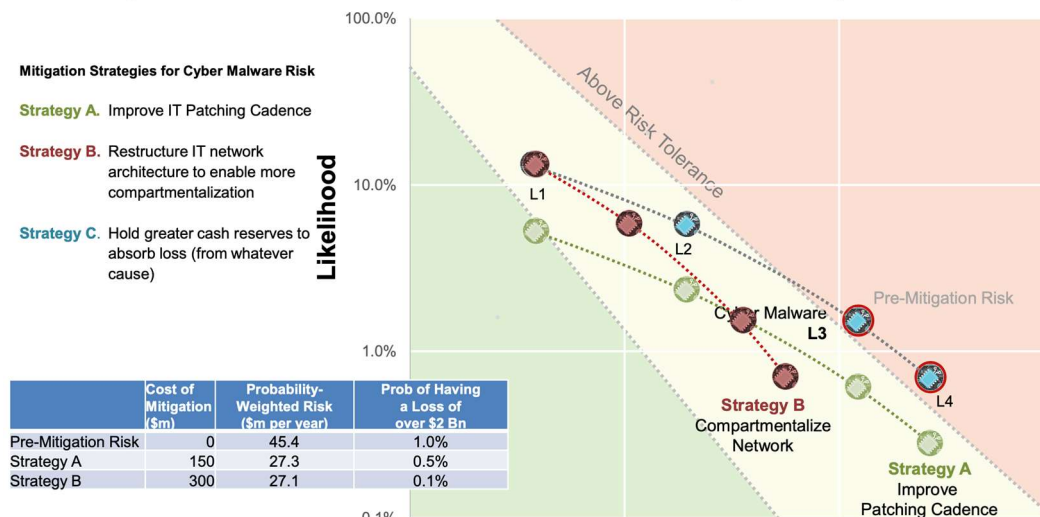 Mitigation Strategies for Cyber Malware Risk
Strategy A. Improve IT Patching Cadence
Strategy B. Restructure IT network
architecture to enable more
compartmentalization
Strategy C. Hold greater cash reserves to
absorb loss (from whatever
cause)
Likelihood
100.0%
10.0%
1.0%
0.1%
Above Risk Tolerance
L1
L2
Pre-Mitigation Risk
Cyber Malware
L3
L4
Strategy B
Compartmentalize
Network
Strategy A
Improve
Patching Cadence
Cost of Mitigation ($m) Probability-Weighted Risk ($m per year) Prob of Having a Loss of over $2 Bn
Pre-Mitigation Risk 0 45.4 1.0%
Strategy A 150 27.3 0.5%
Strategy B 300 27.1 0.1%